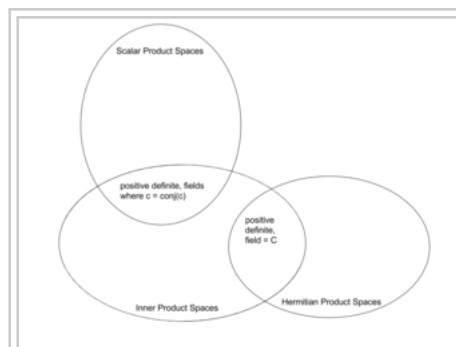 Scalar Product Spaces
positive definite, fields
where c = conj(c)
positive
definite,
field = C
Inner Product Spaces
Hermitian Product Spaces